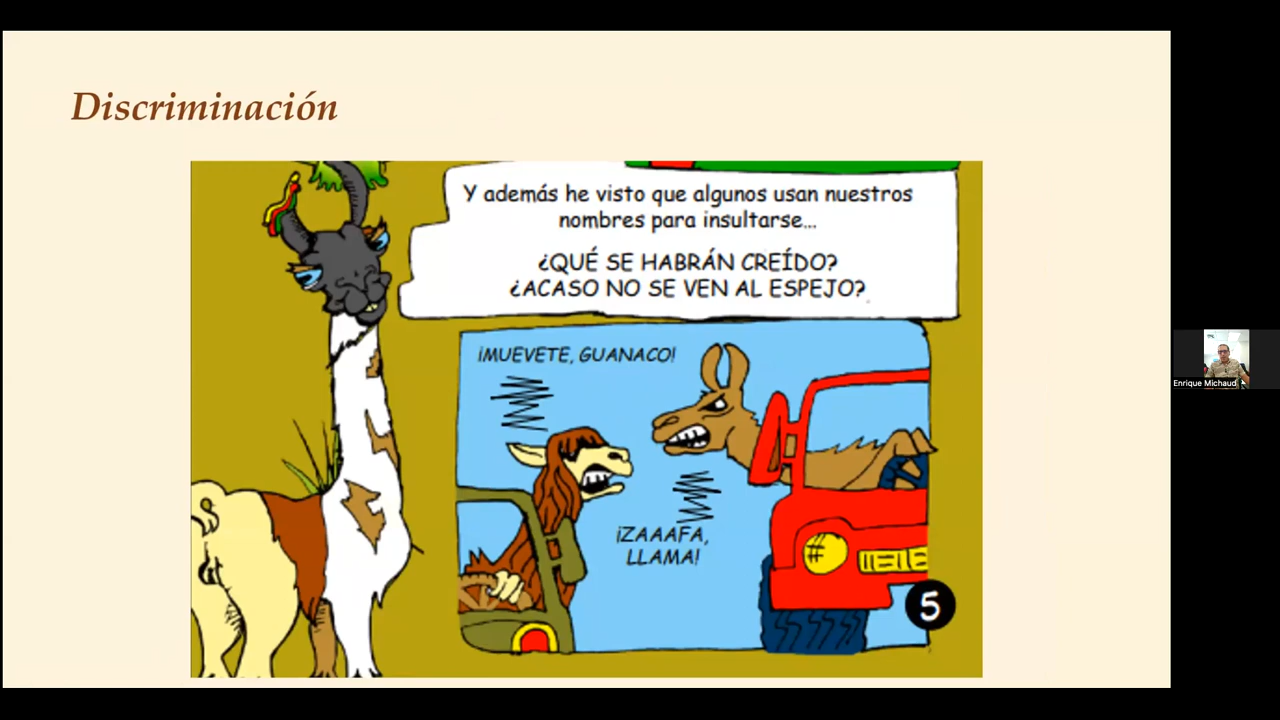 Discriminación
Y además he visto que algunos usan nuestros
nombres para insultarse...
¿QUÉ SE HABRÁN CREÍDO?
¿ACASO NO SE VEN AL ESPEJO?
¡MUEVETE, GUANACO!
¡ZAAAFA,
LLAMA!
5
Enrique Michaud